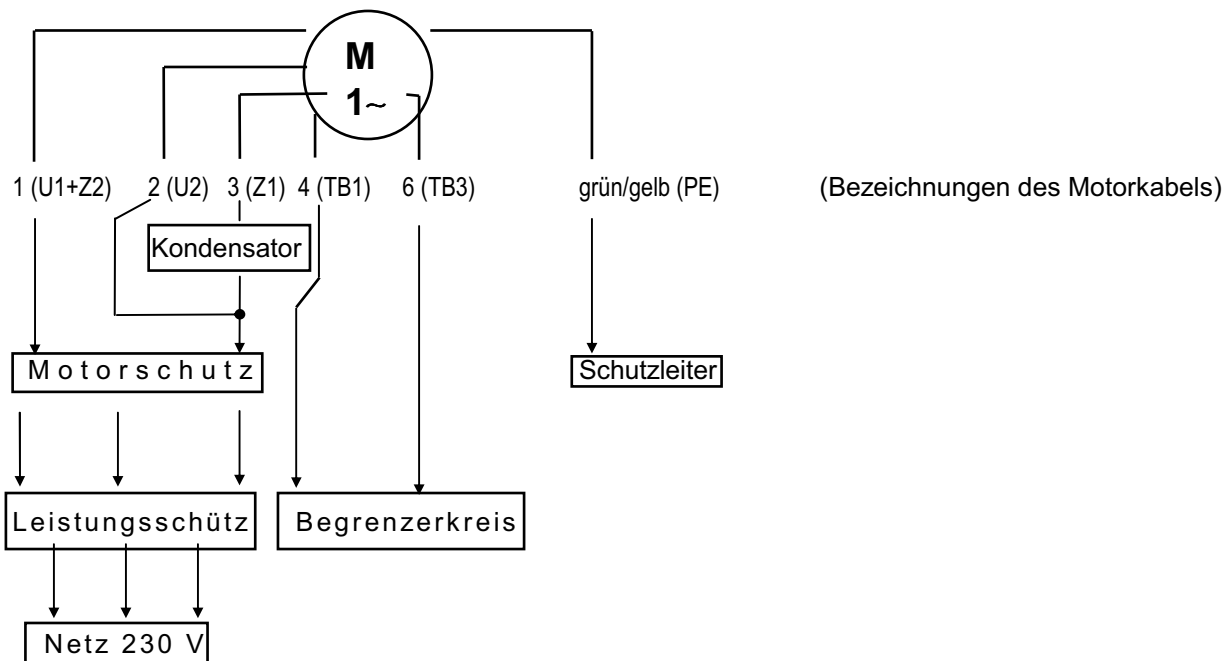 M
1~
1 (U1+Z2) 2 (U2) 3 (Z1) 4 (TB1) 6 (TB3) grün/gelb (PE) (Bezeichnungen des Motorkabels)
Kondensator
Motorschutz Schutzleiter
Leistungsschütz Begrenzerkreis
Netz 230 V